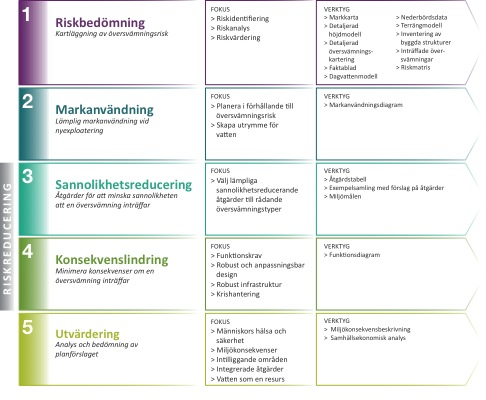 1
Riskbedömning
Kartläggning av översvämningsrisk
FOKUS
> Riskidentifiering
> Riskanalys
> Riskvärdering
VERKTYG
> Markkarta
> Detaljerad
höjdmodell
> Detaljerad
översvämnings-
kartering
> Faktablad
> Dagvattenmodell
> Nederbördsdata
> Terrängmodell
> Inventering av
byggda strukturer
> Inträffade över-
svämningar
> Riskmatris
2
Markanvändning
Lämplig markanvändning vid
nyexploatering
FOKUS
> Planera i förhållande till
översvämningsrisk
> Skapa utrymme för
vatten
VERKTYG
> Markanvändningsdiagram
RISKREDUCERING
3
Sannolikhetsreducering
Åtgärder för att minska sannolikheten
att en översvämning inträffar
FOKUS
> Välj lämpliga
sannolikhetsreducerande
åtgärder till rådande
översvämningstyper
VERKTYG
> Åtgärdstabell
> Exempelsamling med förslag på åtgärder
> Miljömålen
4
Konsekvenslindring
Minimera konsekvenser om en
översvämning inträffar
FOKUS
> Funktionskrav
> Robust och anpassningsbar
design
> Robust infrastruktur
> Krishantering
VERKTYG
> Funktionsdiagram
5
Utvärdering
Analys och bedömning av
planförslaget
FOKUS
> Människors hälsa och
säkerhet
> Miljökonsekvenser
> Intilliggande områden
> Integrerade åtgärder
> Vatten som en resurs
VERKTYG
> Miljökonsekvensbeskrivning
> Samhälsekonomisk analys